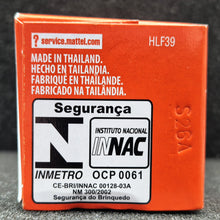 ? service.mattel.com HLF39
MADE IN THAILAND.
HECHO EN TAILANDIA.
FABRIQUÉ EN THAÏLANDE.
FABRICADO NA TAILÂNDIA.
Segurança
N
INMETRO
INSTITUTO NACIONAL
INNAC
OCP 0061
CE-BRI/INNAC 00128-03A
NM 300/2002
Segurança do Brinquedo